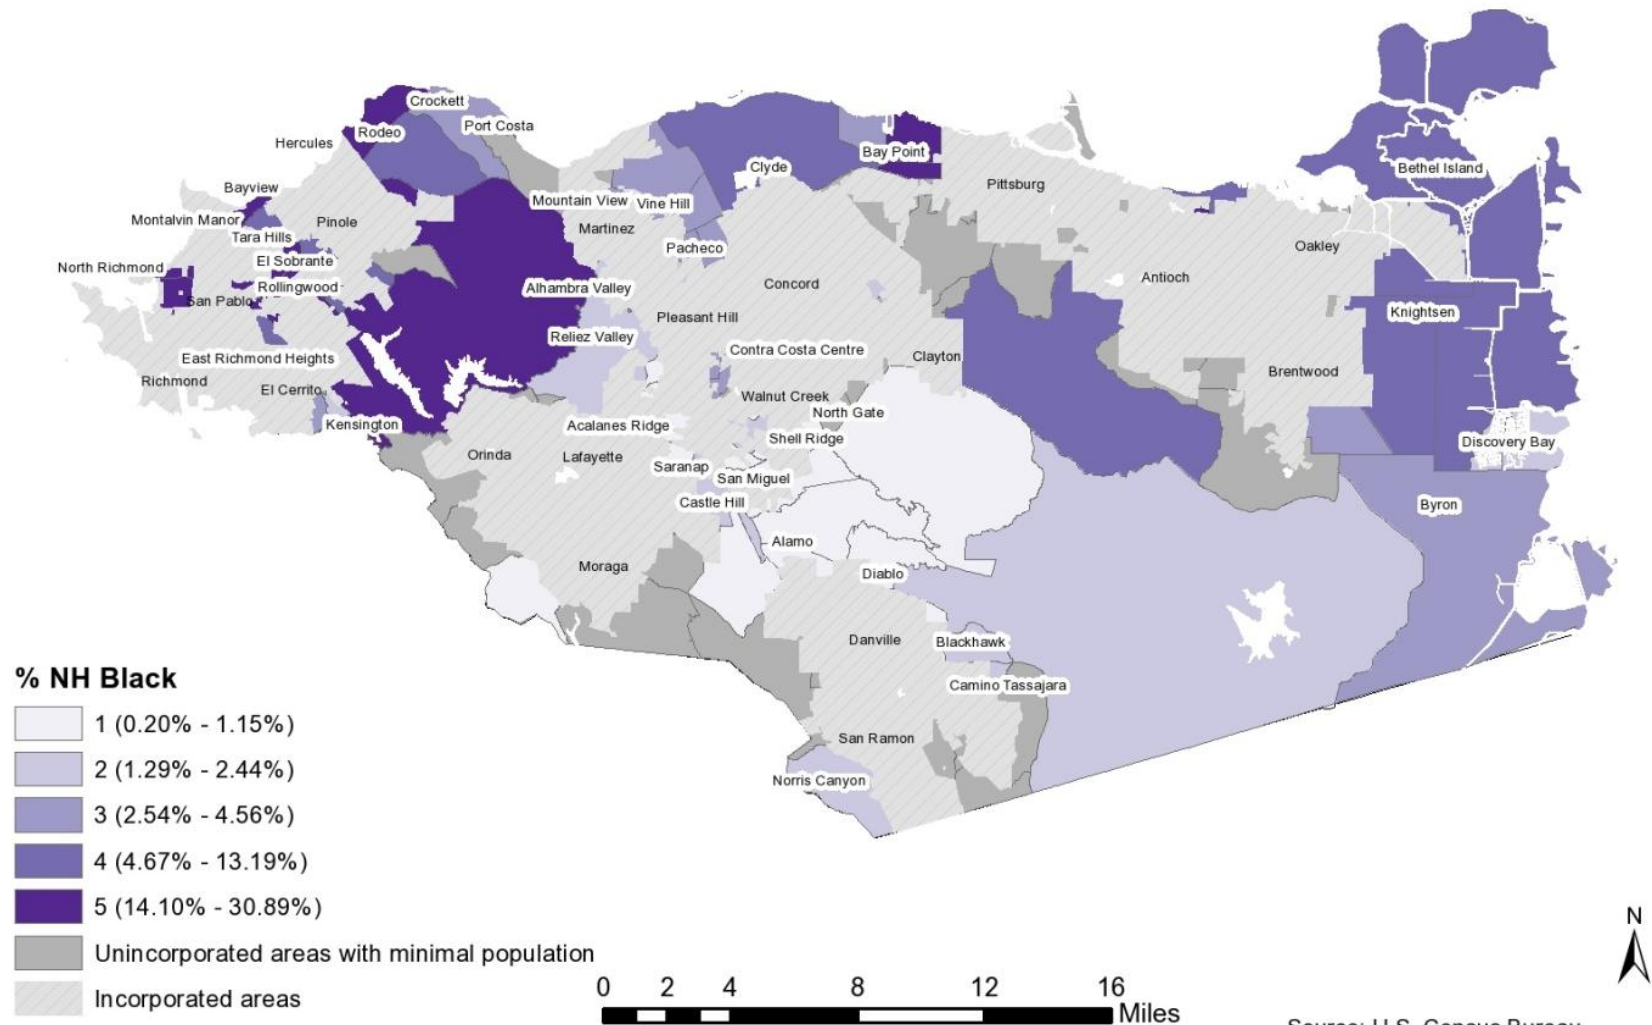 Crockett
Rodeo
Port Costa
Hercules
Bay Point
Clyde
Bethel Island
Pittsburg
Bayview
Mountain View
Vine Hill
Montalvin Manor
Pinole
Martinez
Tara Hills
Pacheco
Oakley
El Sobrante
North Richmond
Antioch
Rollingwood
Alhambra Valley
Concord
San Pablo
Knightsen
Pleasant Hill
Reliez Valley
East Richmond Heights
Contra Costa Centre
Clayton
Richmond
Brentwood
El Cerrito
Walnut Creek
North Gate
Kensington
Acalanes Ridge
Shell Ridge
Discovery Bay
Orinda
Lafayette
Saranap
San Miguel
Castle Hill
Byron
Alamo
Moraga
Diablo
Danville
Blackhawk
Camino Tassajara
San Ramon
Norris Canyon
% NH Black
1 (0.20% - 1.15%)
2 (1.29% - 2.44%)
3 (2.54% - 4.56%)
4 (4.67% - 13.19%)
5 (14.10% - 30.89%)
Unincorporated areas with minimal population
Incorporated areas
0 2 4 8 12 16
Miles
N
Source: U.S. Census Bureau